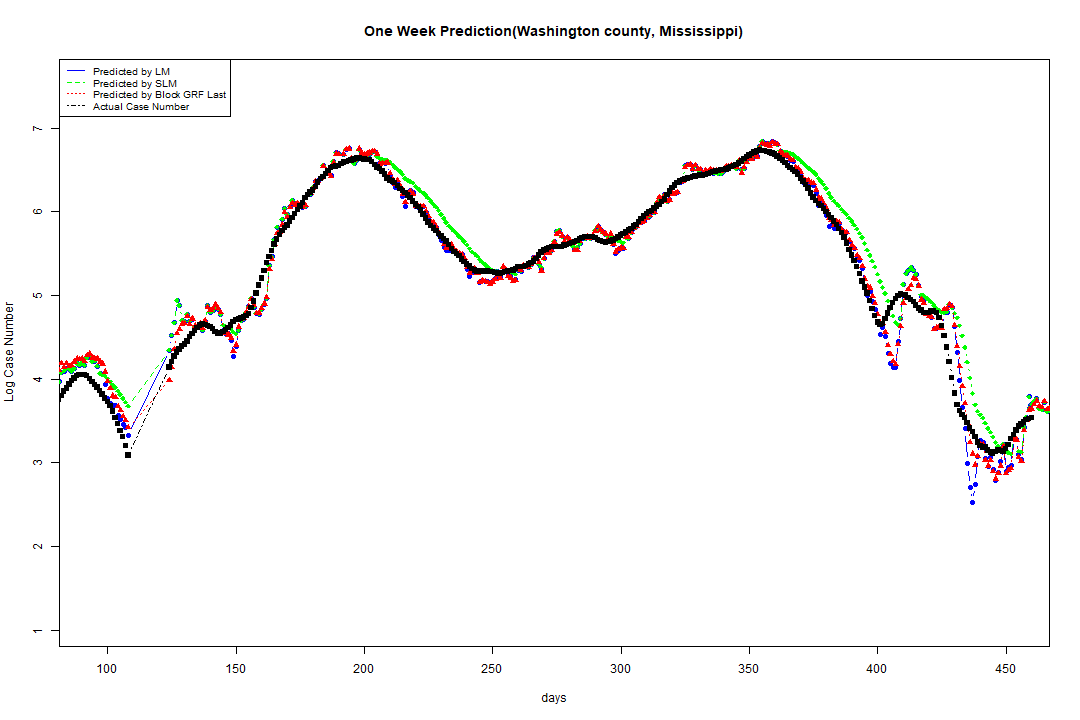 One Week Prediction(Washington county, Mississippi)
Predicted by LM
Predicted by SLM
Predicted by Block GRF Last
Actual Case Number
7
6
5
4
3
2
1
Log Case Number
100 150 200 250 300 350 400 450
days